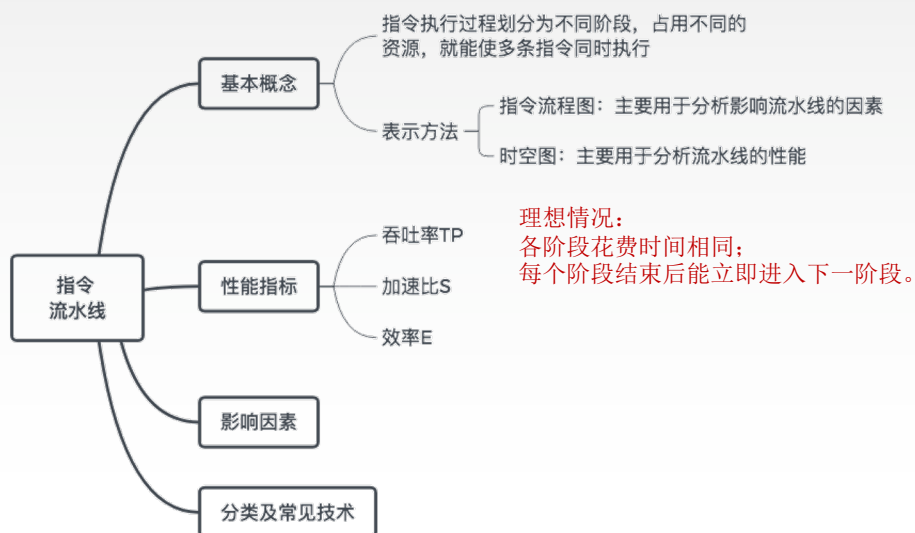 指令执行过程划分为不同阶段，占用不同的
资源，就能使多条指令同时执行
基本概念
指令流程图：主要用于分析影响流水线的因素
表示方法
时空图：主要用于分析流水线的性能
理想情况：
各阶段花费时间相同；
每个阶段结束后能立即进入下一阶段。
吞吐率TP
指令
流水线
性能指标
加速比S
效率E
影响因素
分类及常见技术